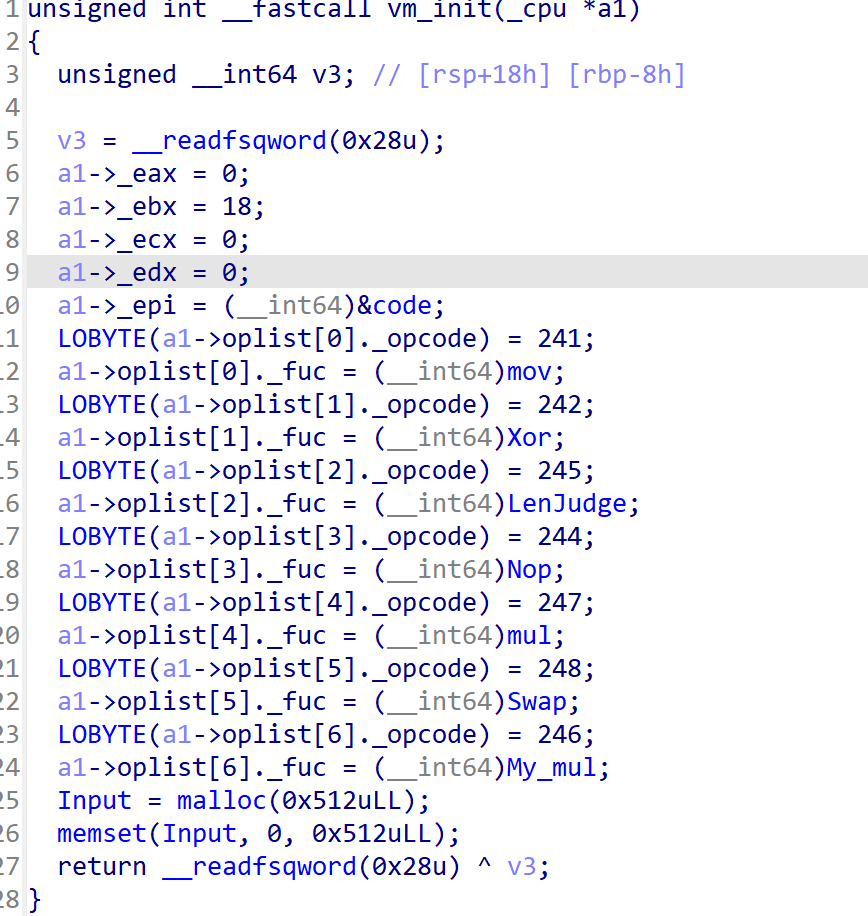 1 unsigned int __fastcall vm_init(_cpu *a1)
2 {
3   unsigned __int64 v3; // [rsp+18h] [rbp-8h]
4
5   v3 = __readfsqword(0x28u);
6   a1->_eax = 0;
7   a1->_ebx = 18;
8   a1->_ecx = 0;
9   a1->_edx = 0;
10   a1->_epi = (__int64)&code;
11   LOBYTE(a1->oplist[0]._opcode) = 241;
12   a1->oplist[0]._fuc = (__int64)mov;
13   LOBYTE(a1->oplist[1]._opcode) = 242;
14   a1->oplist[1]._fuc = (__int64)Xor;
15   LOBYTE(a1->oplist[2]._opcode) = 245;
16   a1->oplist[2]._fuc = (__int64)LenJudge;
17   LOBYTE(a1->oplist[3]._opcode) = 244;
18   a1->oplist[3]._fuc = (__int64)Nop;
19   LOBYTE(a1->oplist[4]._opcode) = 247;
20   a1->oplist[4]._fuc = (__int64)mul;
21   LOBYTE(a1->oplist[5]._opcode) = 248;
22   a1->oplist[5]._fuc = (__int64)Swap;
23   LOBYTE(a1->oplist[6]._opcode) = 246;
24   a1->oplist[6]._fuc = (__int64)My_mul;
25   Input = malloc(0x512uLL);
26   memset(Input, 0, 0x512uLL);
27   return __readfsqword(0x28u) ^ v3;
28 }